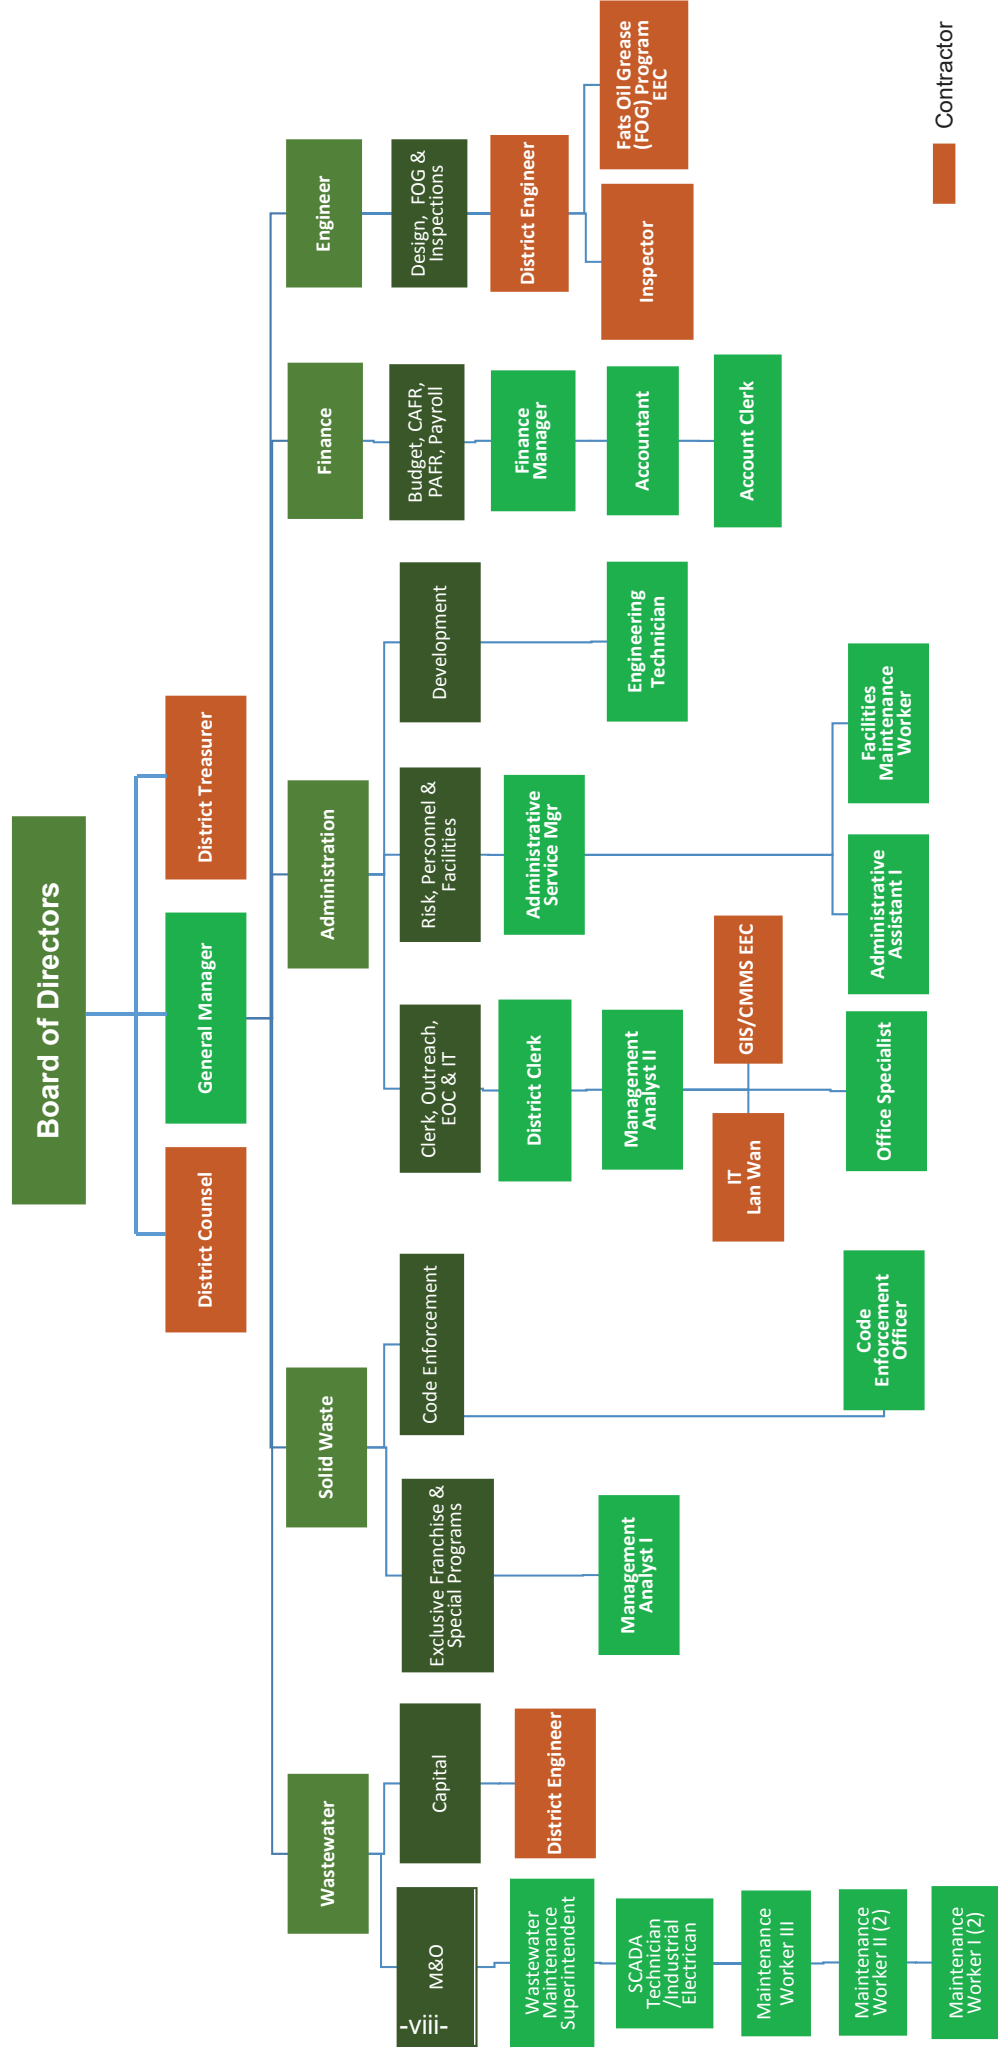 Board of Directors
District Counsel
General Manager
District Treasurer
Wastewater
Solid Waste
Administration
Finance
Engineer
M&O
Capital
Exclusive Franchise &
Special Programs
Code Enforcement
Clerk, Outreach,
EOC & IT
Risk, Personnel &
Facilities
Development
Budget, CAFR,
PAFR, Payroll
Design, FOG &
Inspections
Wastewater
Maintenance
Superintendent
District Engineer
District Clerk
Administrative
Service Mgr
Finance
Manager
District Engineer
SCADA
Technician
/Industrial
Electrican
Management
Analyst I
Management
Analyst II
Engineering
Technician
Accountant
Inspector
Fats Oil Grease
(FOG) Program
EEC
Maintenance
Worker III
IT
Lan Wan
GIS/CMMS EEC
Account Clerk
Maintenance
Worker II (2)
Code
Enforcement
Officer
Office Specialist
Administrative
Assistant I
Facilities
Maintenance
Worker
Maintenance
Worker I (2)
Contractor
-viii-